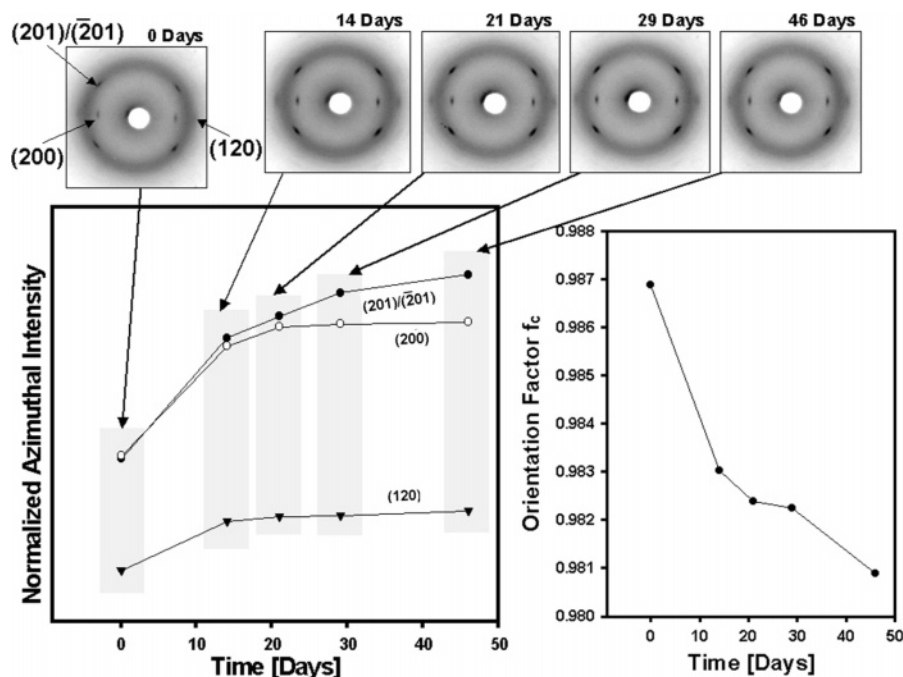 (201)/(2̅01)
0 Days
14 Days
21 Days
29 Days
46 Days
(200)
(120)
Normalized Azimuthal Intensity
(201)/(2̅01)
(200)
(120)
0 10 20 30 40 50
Time [Days]
Orientation Factor fc
0.988
0.987
0.986
0.985
0.984
0.983
0.982
0.981
0.980
0 10 20 30 40 50
Time [Days]